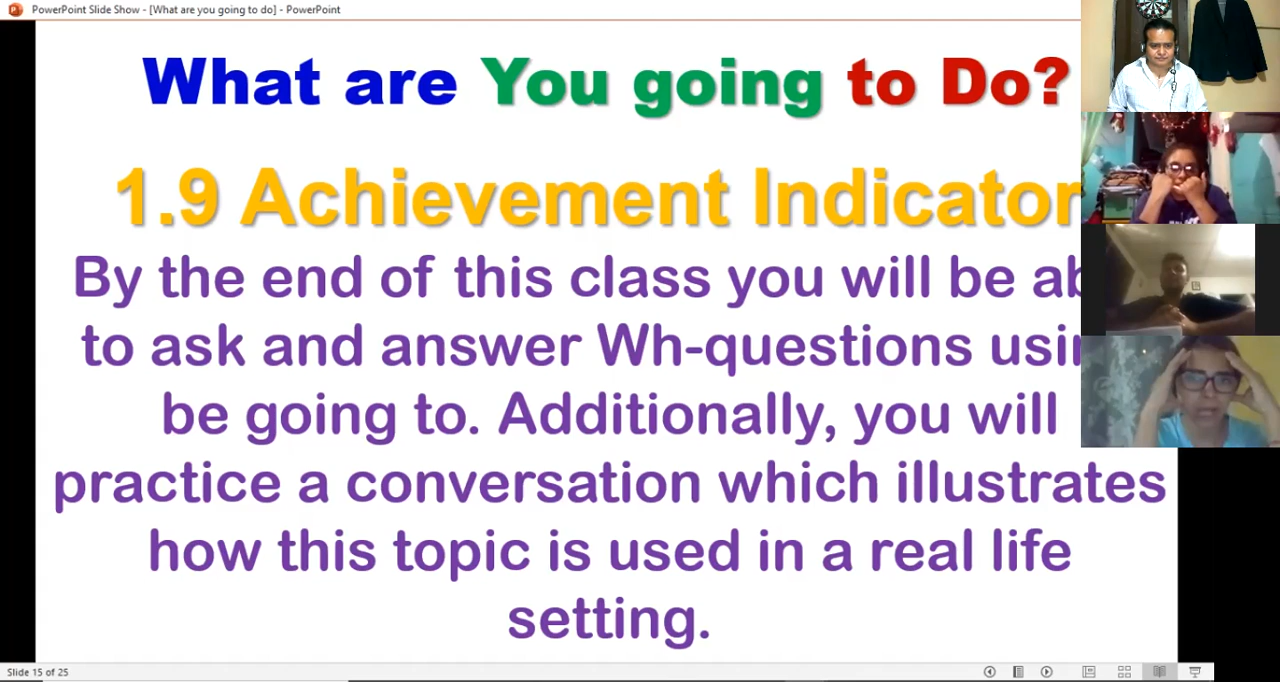 PowerPoint Slide Show - [What are you going to do] - PowerPoint
What are You going to Do?
1.9 Achievement Indicator
By the end of this class you will be
to ask and answer Wh-questions
be going to. Additionally, you will
practice a conversation which illustrates
how this topic is used in a real life
setting.
Slide 15 of 25